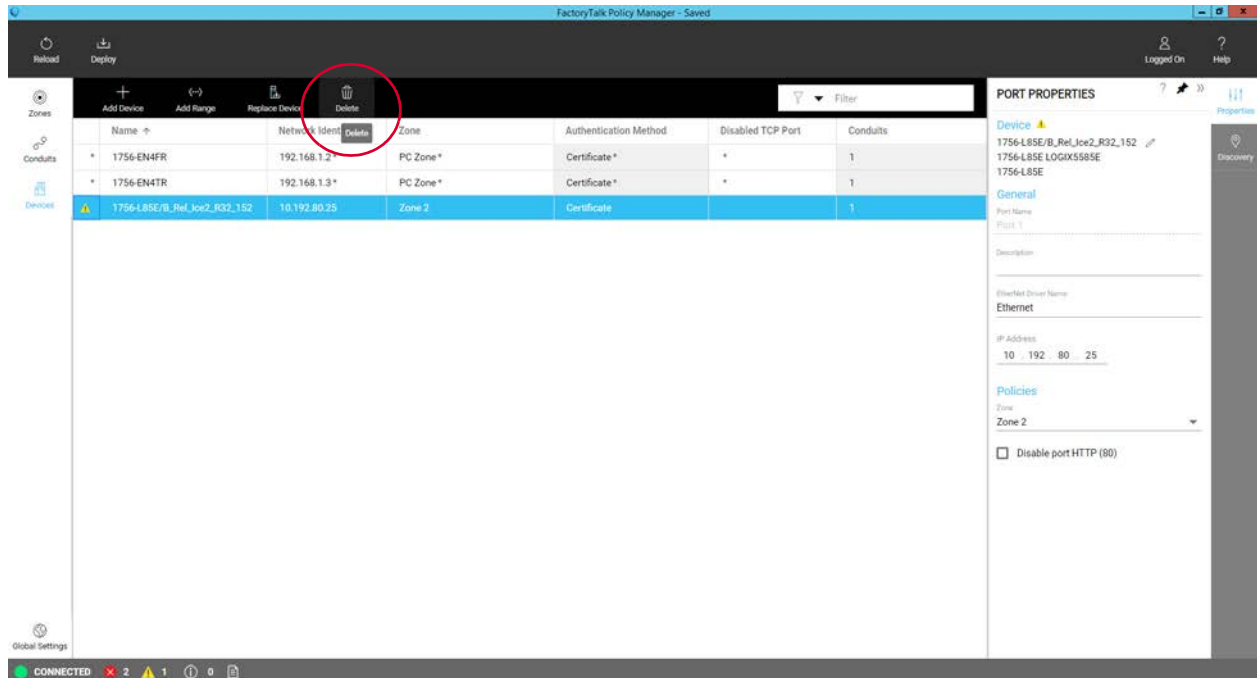 FactoryTalk Policy Manager - Saved
Reload
Deploy
Logged On
Help
Zones
Conduits
Devices
Global Settings
Add Device
Add Range
Replace Device
Delete
Filter
Name
Network Ident
Delete
Zone
Authentication Method
Disabled TCP Port
Conduits
* 1756-EN4FR 192.168.1.2* PC Zone* Certificate* * 1
* 1756-EN4TR 192.168.1.3* PC Zone* Certificate* * 1
1756-L85E/B_Rel_Ice2_R32_152 10.192.80.25 Zone 2 Certificate 1
PORT PROPERTIES
?
Properties
Discovery
Device
1756-L85E/B_Rel_Ice2_R32_152
1756-L85E LOGIX5585E
1756-L85E
General
Port Name
Port 1
Description
EtherNet Driver Name
Ethernet
IP Address
10 . 192 . 80 . 25
Policies
Zone
Zone 2
Disable port HTTP (80)
CONNECTED 2 1 0